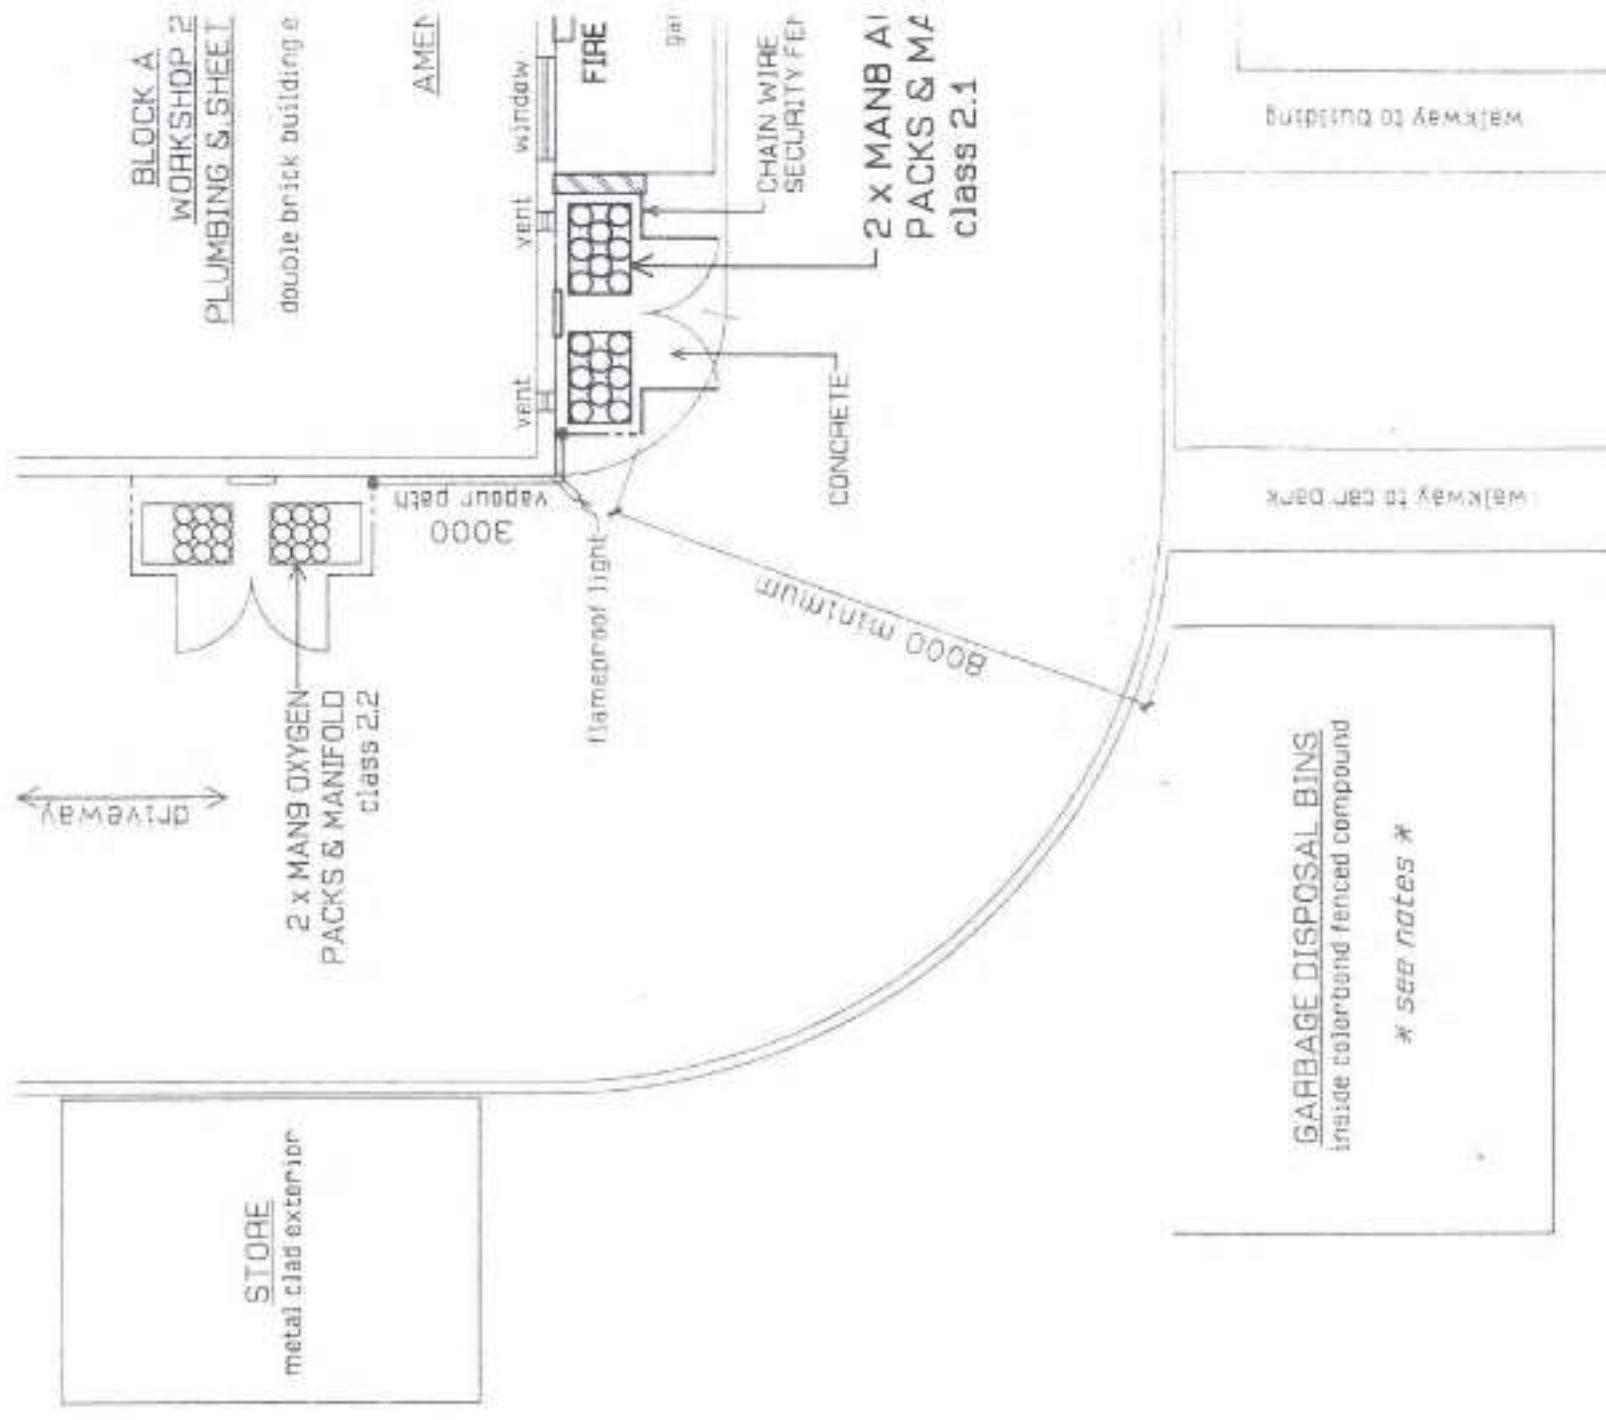 BLOCK A
WORKSHOP 2
PLUMBING & SHEET
double brick building e
AMEN
window
vent
vent
FIRE
gar
CHAIN WIRE
SECURITY FEN
2 x MAN8 A
PACKS & MA
class 2.1
CONCRETE
walkway to building
walkway to car park
3000
vapour path
flameproof light
8000 minimum
2 x MAN9 OXYGEN
PACKS & MANIFOLD
class 2.2
driveway
STORE
metal clad exterior
GARBAGE DISPOSAL BINS
inside colorbond fenced compound
* see notes *